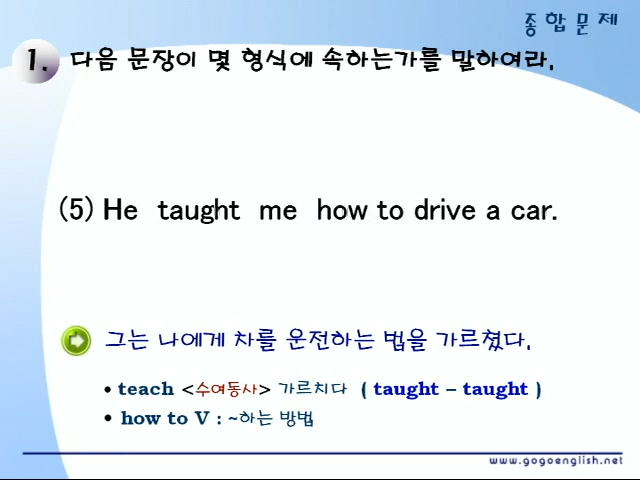 종합문제
1. 다음 문장이 몇 형식에 속하는가를 말하여라.
(5) He taught me how to drive a car.
그는 나에게 차를 운전하는 법을 가르쳤다.
• teach <수여동사> 가르치다 ( taught – taught )
• how to V : ~하는 방법
www.gogoenglish.net